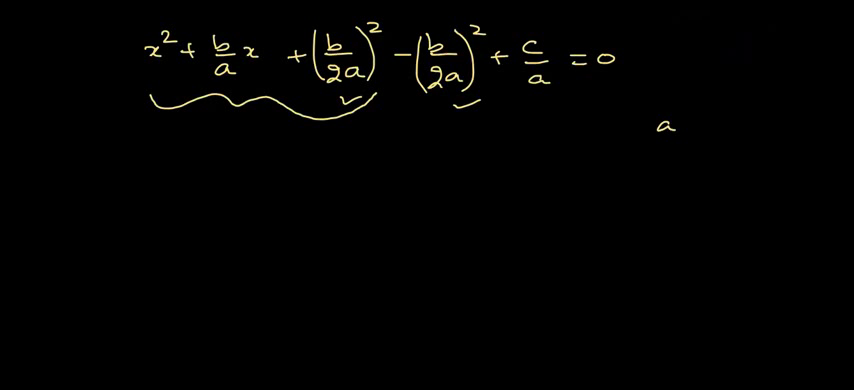 x² + b/a x + (b/2a)² − (b/2a)² + c/a = 0
a